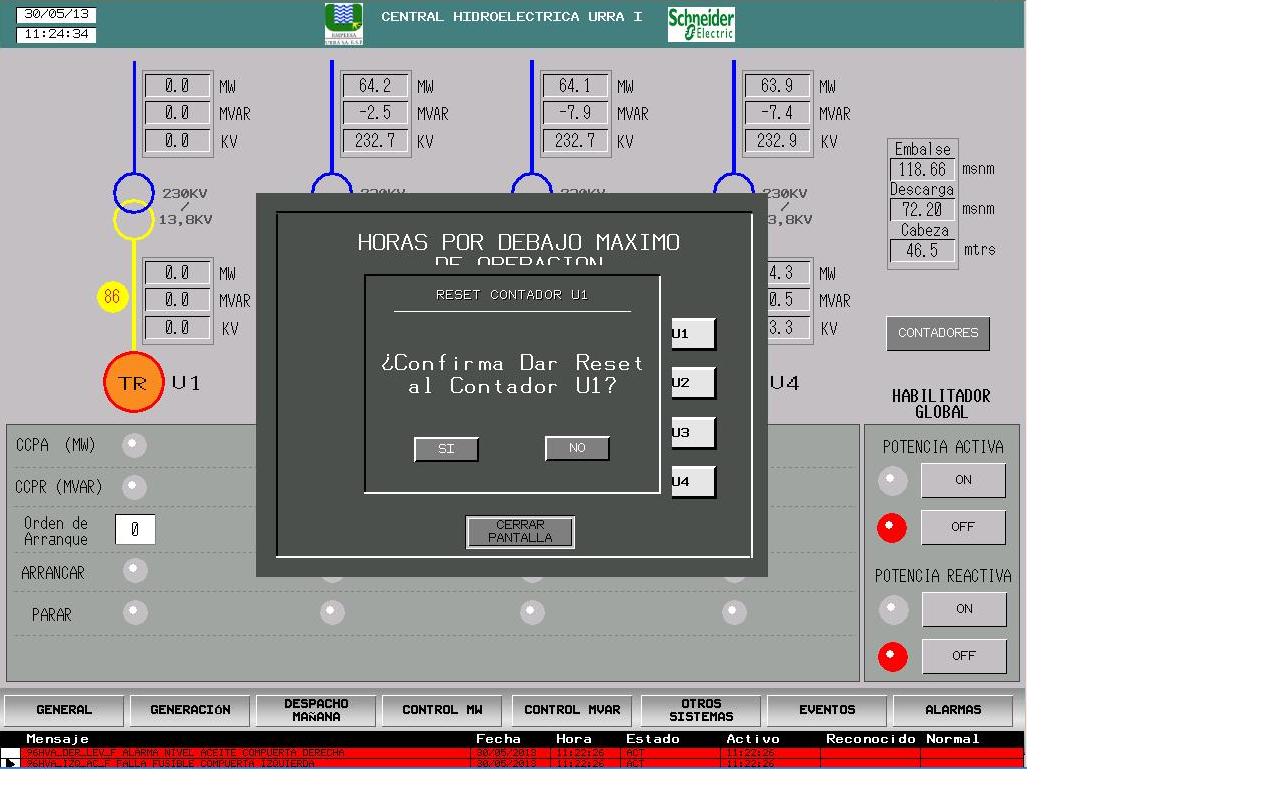 30/05/13
11:24:34
EMPRESA
URRA S.A. E.S.P.
CENTRAL HIDROELECTRICA URRA I
Schneider
Electric
0.0 MW 64.2 MW 64.1 MW 63.9 MW
0.0 MVAR -2.5 MVAR -7.9 MVAR -7.4 MVAR
0.0 KV 232.7 KV 232.7 KV 232.9 KV
Embalse
118.66 msnm
Descarga
72.20 msnm
Cabeza
46.5 mtrs
230KV 230KV 230KV 230KV
/
13,8KV 3,8KV
HORAS POR DEBAJO MAXIMO
DE OPERACION
0.0 MW 4.3 MW
86 0.0 MVAR 0.5 MVAR
0.0 KV 3.3 KV
RESET CONTADOR U1
¿Confirma Dar Reset
al Contador U1?
SI NO
U1
U2
U3
U4
CERRAR
PANTALLA
CONTADORES
TR U1 U4
HABILITADOR
GLOBAL
POTENCIA ACTIVA
ON
OFF
POTENCIA REACTIVA
ON
OFF
CCPA (MW)
CCPR (MVAR)
Orden de
Arranque 0
ARRANCAR
PARAR
GENERAL GENERACIÓN DESPACHO
MAÑANA CONTROL MW CONTROL MVAR OTROS
SISTEMAS EVENTOS ALARMAS
Mensaje Fecha Hora Estado Activo Reconocido Normal
96HVA_DER_LEV_F ALARMA NIVEL ACEITE COMPUERTA DERECHA 30/05/2013 11:22:26 ACT 11:22:26
96HVA_IZQ_AC_F FALLA FUSIBLE COMPUERTA IZQUIERDA 30/05/2013 11:22:26 ACT 11:22:26